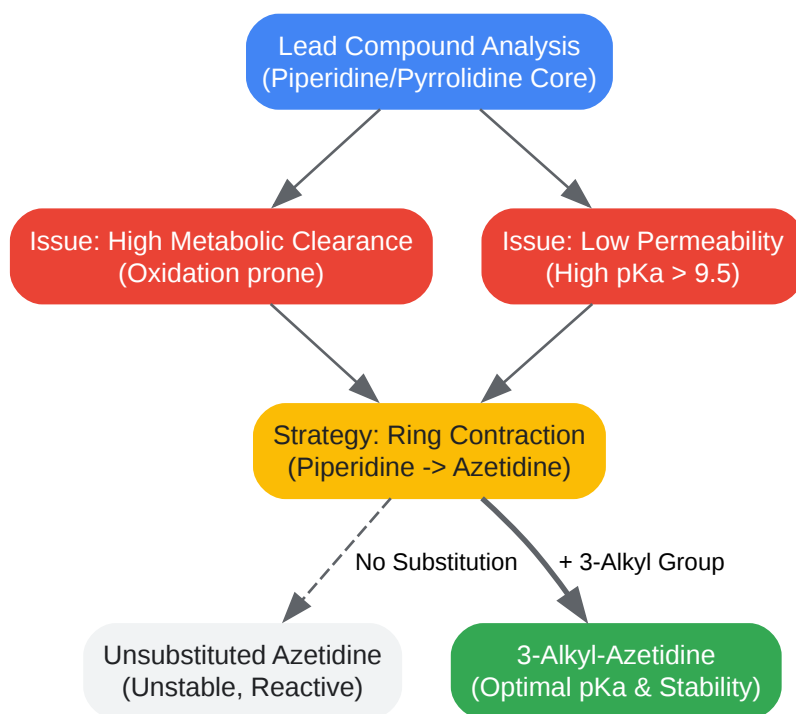 Lead Compound Analysis
(Piperidine/Pyrrolidine Core)
Issue: High Metabolic Clearance
(Oxidation prone)
Issue: Low Permeability
(High pKa > 9.5)
Strategy: Ring Contraction
(Piperidine -> Azetidine)
No Substitution
+ 3-Alkyl Group
Unsubstituted Azetidine
(Unstable, Reactive)
3-Alkyl-Azetidine
(Optimal pKa & Stability)